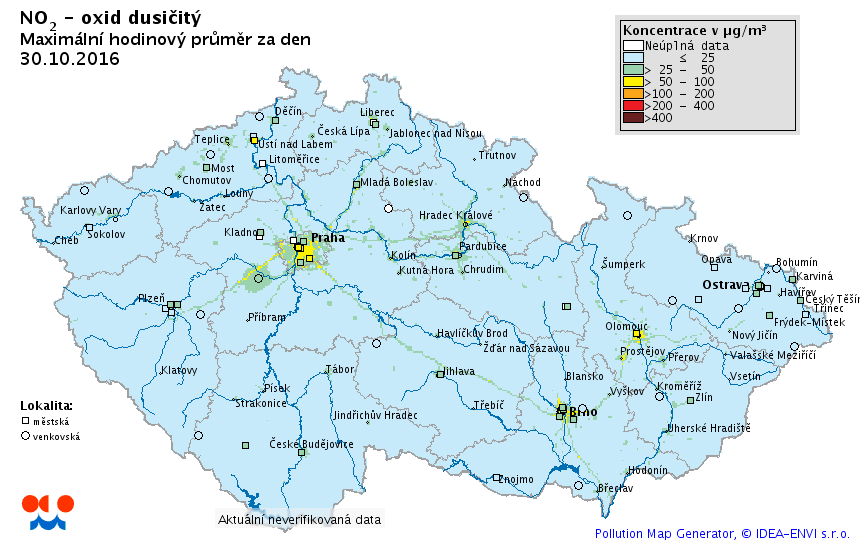 NO2 – oxid dusičitý
Maximální hodinový průměr za den
30.10.2016
Koncentrace v µg/m³
Neúplná data
≤ 25
> 25 – 50
> 50 – 100
>100 – 200
>200 – 400
>400
Děčín
Liberec
Teplice
Ústí nad Labem
Česká Lípa
Jablonec nad Nisou
Litoměřice
Trutnov
Most
Chomutov
Mladá Boleslav
Náchod
Louny
Žatec
Karlovy Vary
Hradec Králové
Sokolov
Cheb
Kladno
Praha
Krnov
Pardubice
Kolín
Opava
Bohumín
Šumperk
Kutná Hora
Chrudim
Karviná
Ostrava
Havířov
Český Těšín
Plzeň
Třinec
Příbram
Frýdek-Místek
Olomouc
Havlíčkův Brod
Nový Jičín
Žďár nad Sázavou
Prostějov
Přerov
Valašské Meziříčí
Klatovy
Tábor
Jihlava
Blansko
Vsetín
Písek
Kroměříž
Vyškov
Strakonice
Třebíč
Zlín
Jindřichův Hradec
Brno
Uherské Hradiště
Lokalita:
městská
venkovská
České Budějovice
Hodonín
Znojmo
Břeclav
Aktuální neverifikovaná data
Pollution Map Generator, © IDEA-ENVI s.r.o.